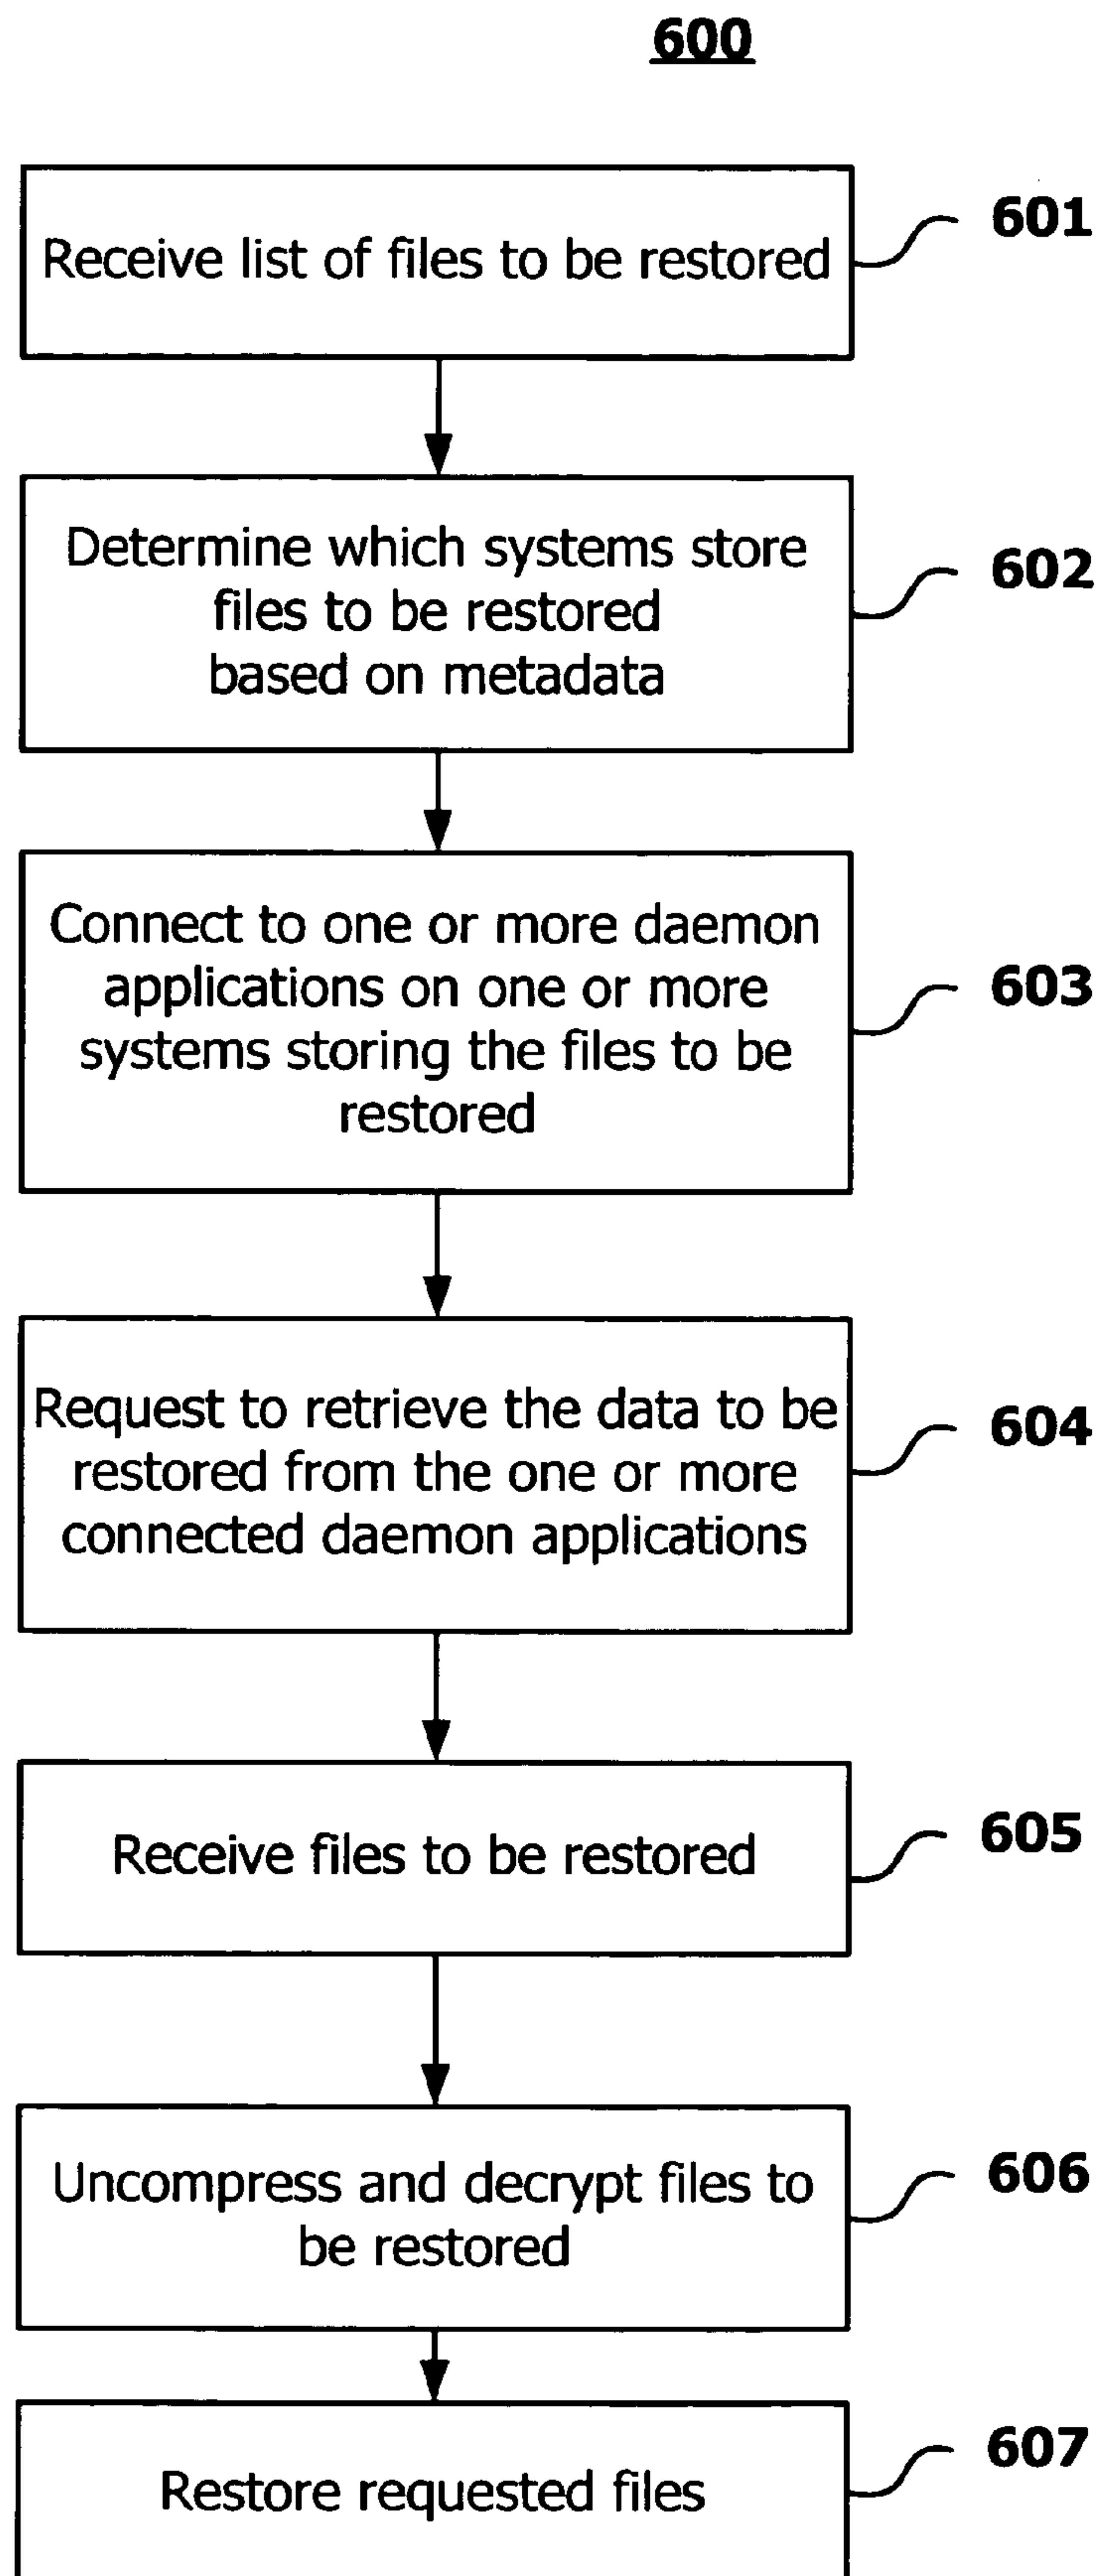 600
Receive list of files to be restored
601
Determine which systems store
files to be restored
based on metadata
602
Connect to one or more daemon
applications on one or more
systems storing the files to be
restored
603
Request to retrieve the data to be
restored from the one or more
connected daemon applications
604
Receive files to be restored
605
Uncompress and decrypt files to
be restored
606
Restore requested files
607